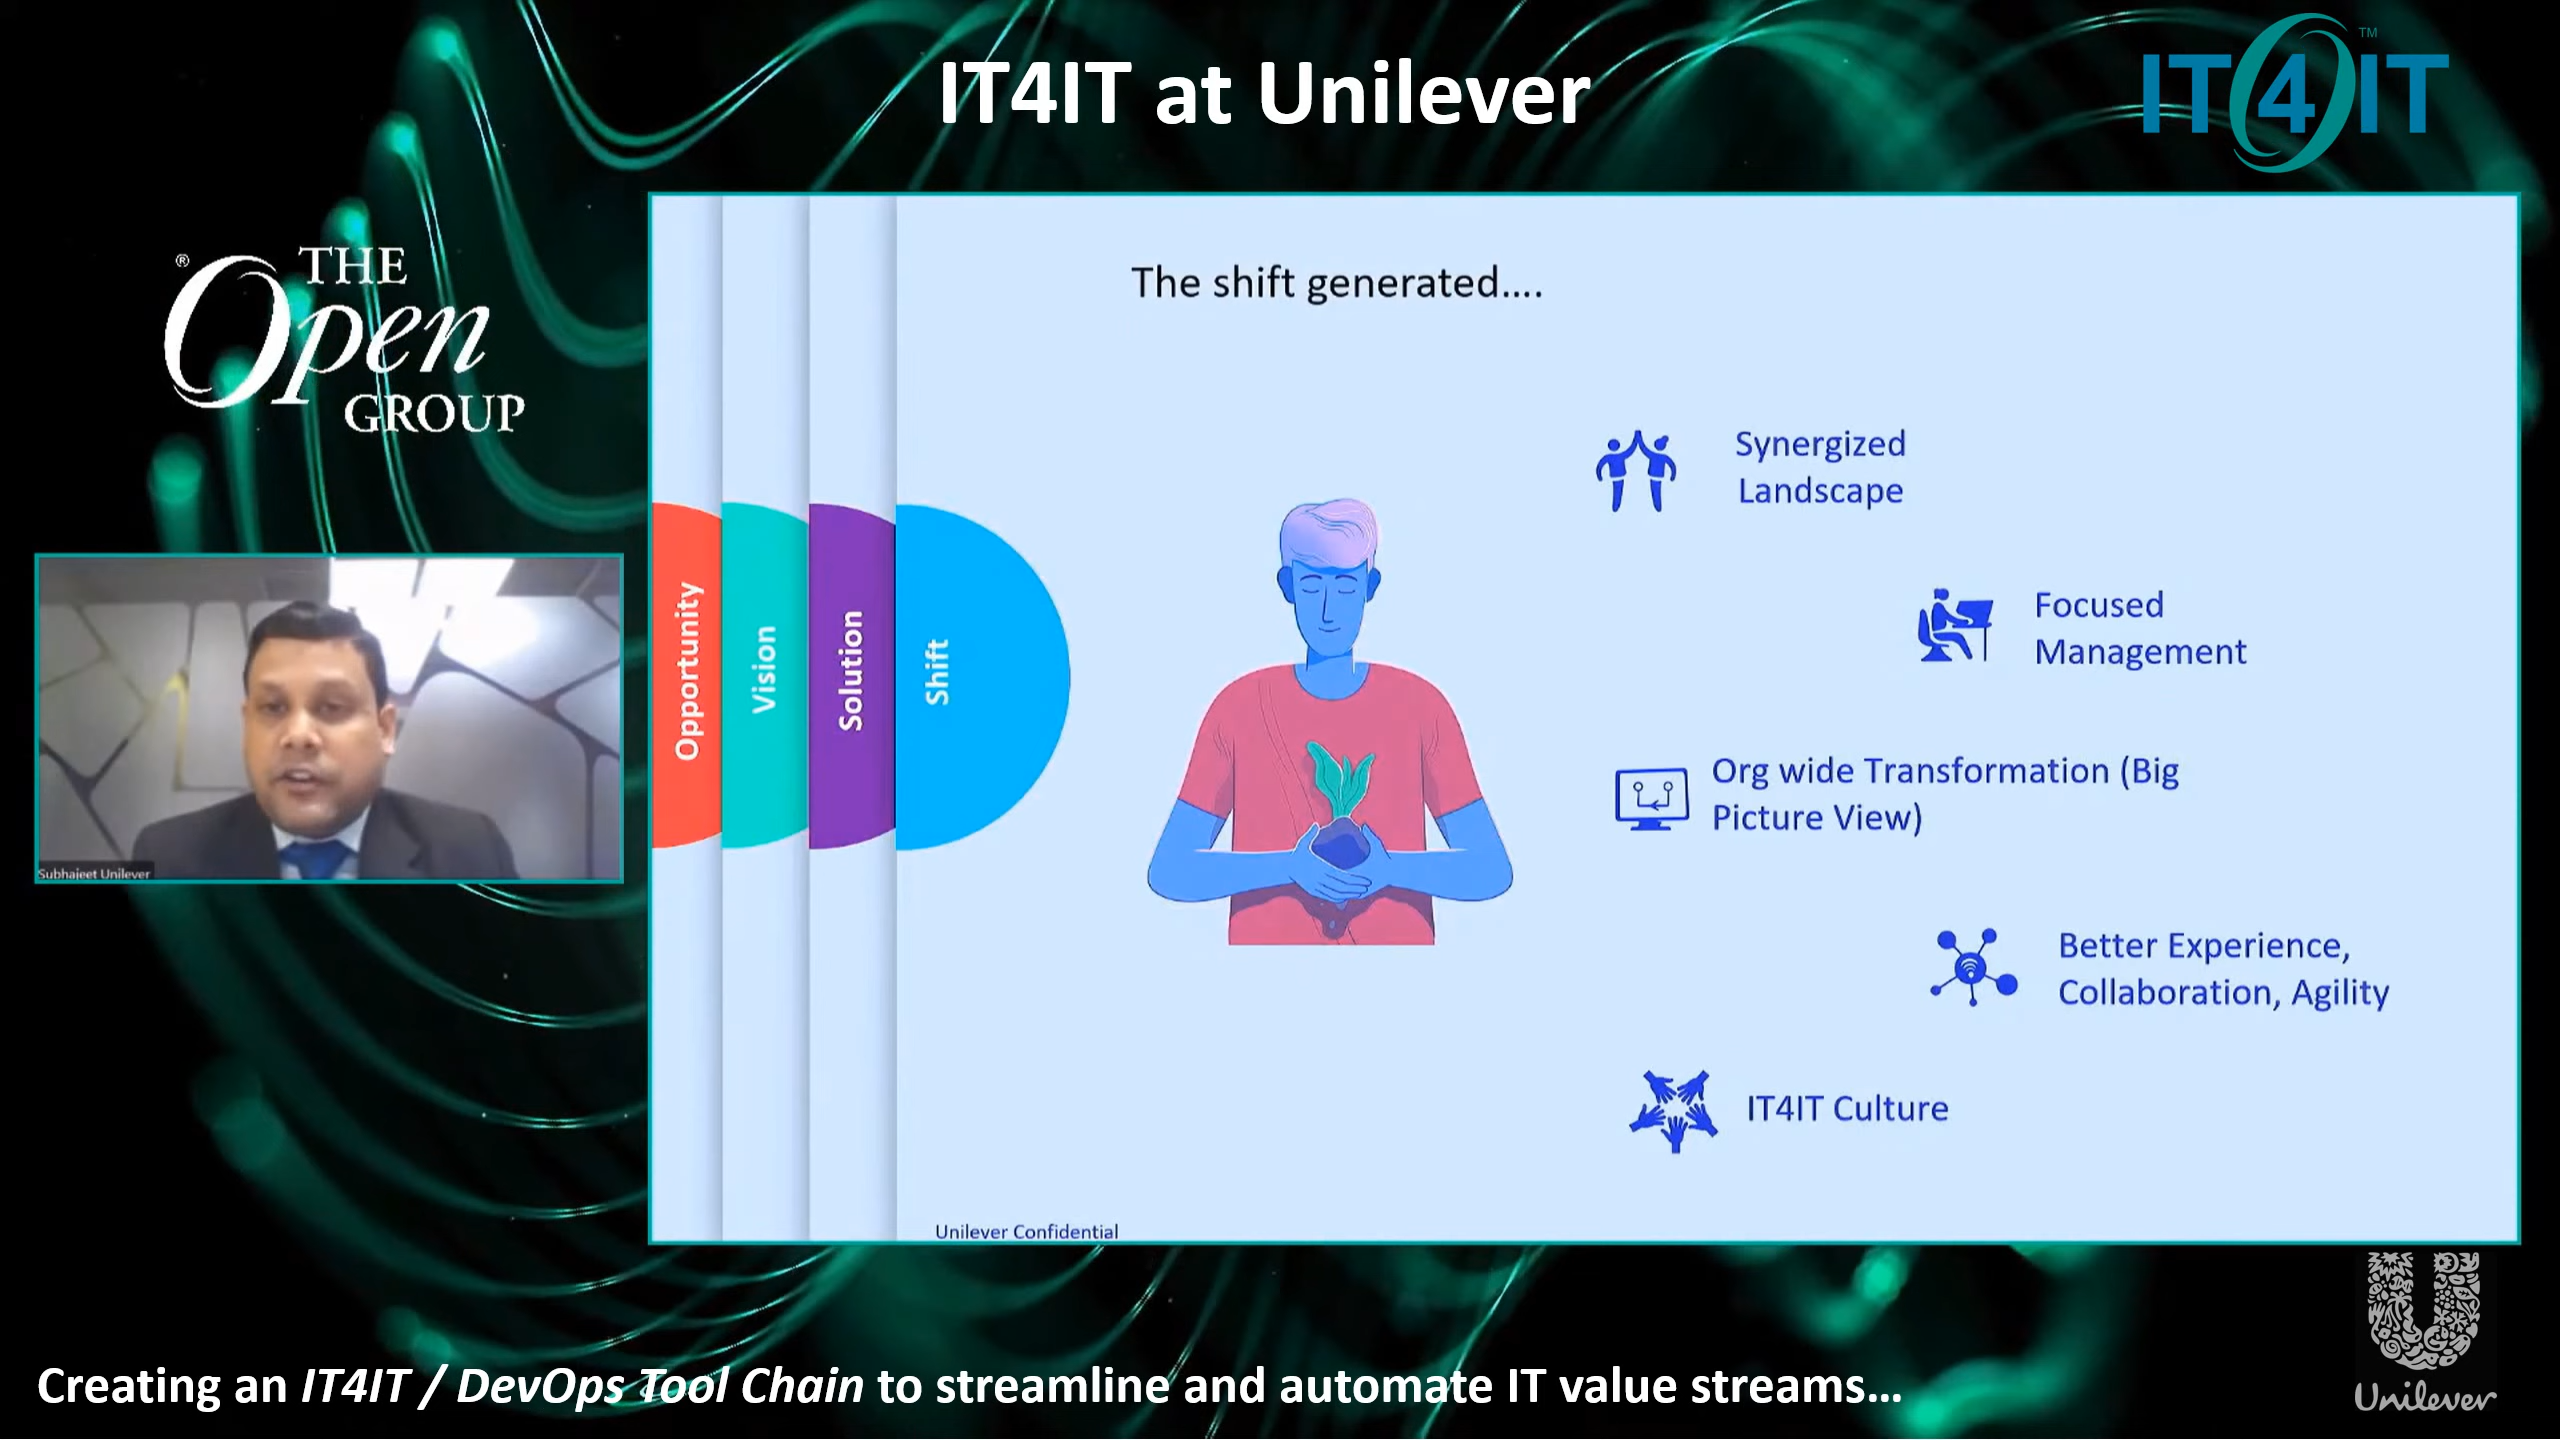 IT4IT at Unilever
IT4IT™
® THE
Open
GROUP
The shift generated....
Opportunity
Vision
Solution
Shift
Synergized
Landscape
Focused
Management
Org wide Transformation (Big
Picture View)
Better Experience,
Collaboration, Agility
IT4IT Culture
Subhajeet Unilever
Unilever Confidential
Creating an IT4IT / DevOps Tool Chain to streamline and automate IT value streams...
Unilever